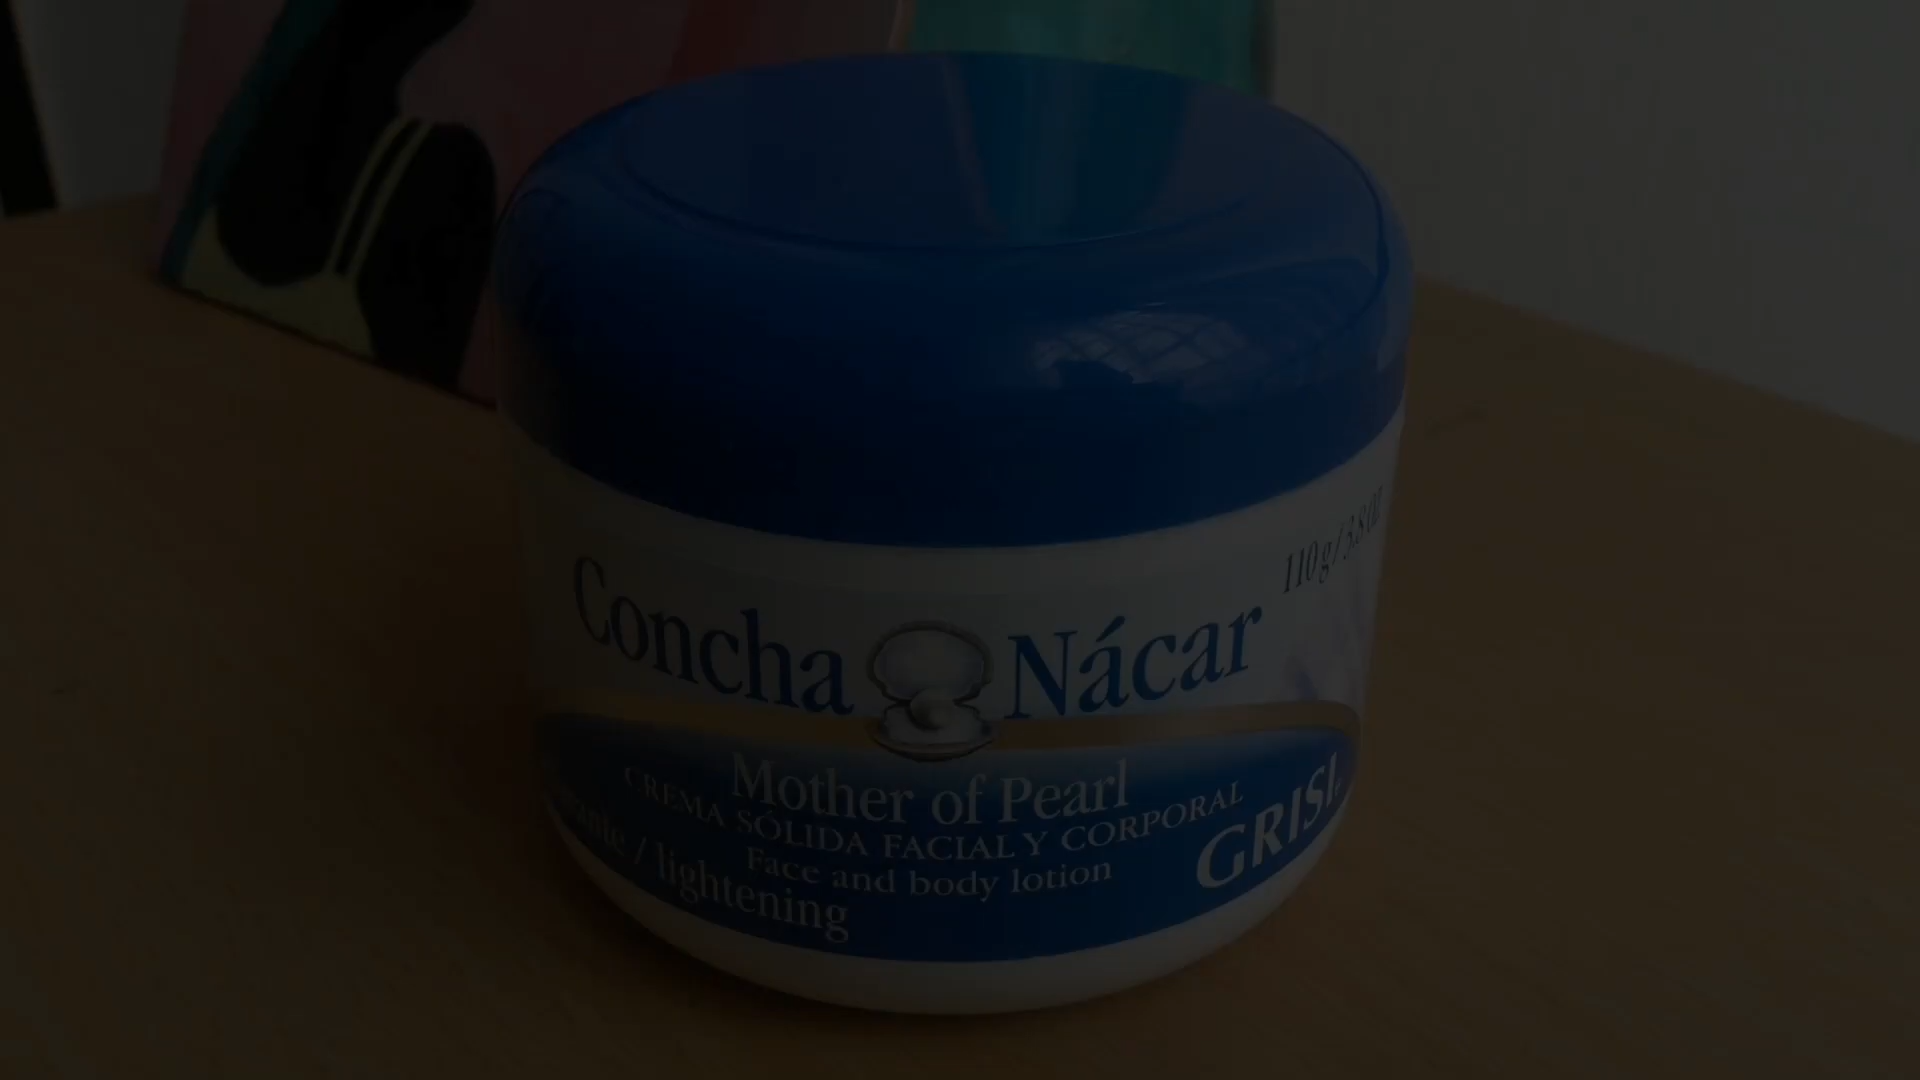 110g/3.8 oz.
Concha Nácar
Mother of Pearl
CREMA SÓLIDA FACIAL Y CORPORAL
Face and body lotion
/ lightening
GRISI